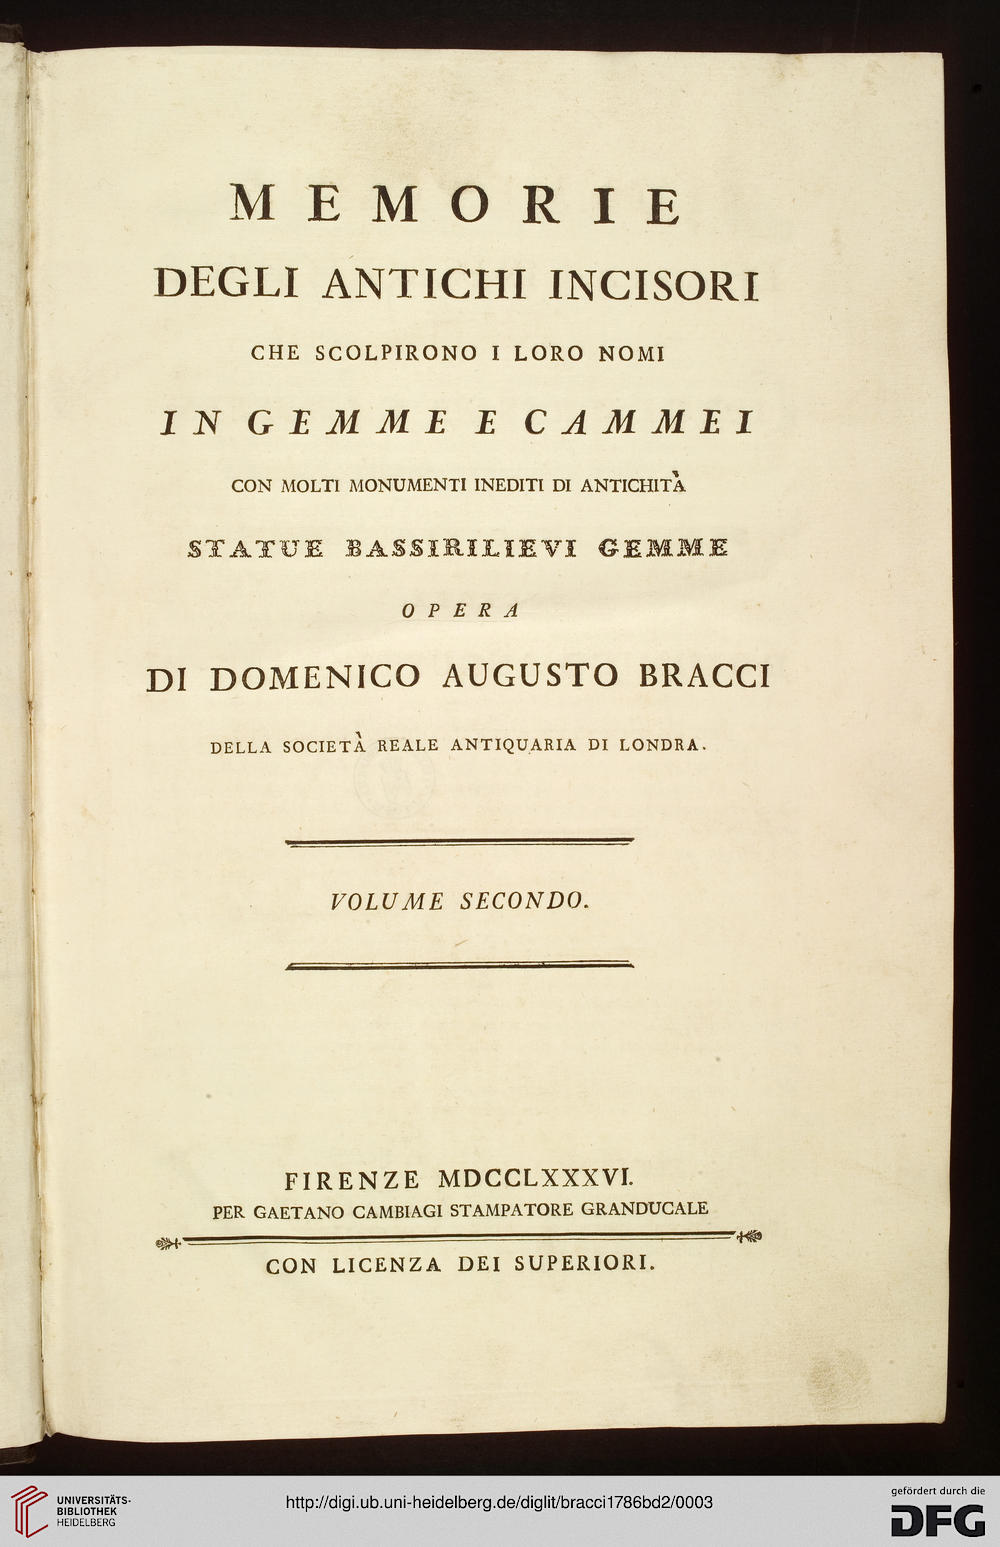 MEMORIE
DEGLI ANTICHI INCISORI
CHE SCOLPIRONO I LORO NOMI
IN GEMME E CAMMEI
CON MOLTI MONUMENTI INEDITI DI ANTICHITÀ
STATUE BASSIRILIEVI GEMME
OPERA
DI DOMENICO AUGUSTO BRACCI
DELLA SOCIETÀ REALE ANTIQUARIA DI LONDRA.
VOLUME SECONDO.
FIRENZE MDCCLXXXVI.
PER GAETANO CAMBIAGI STAMPATORE GRANDUCALE
CON LICENZA DEI SUPERIORI.
UNIVERSITÄTS-
BIBLIOTHEK
HEIDELBERG
http://digi.ub.uni-heidelberg.de/diglit/bracci1786bd2/0003
gefördert durch die
DFG